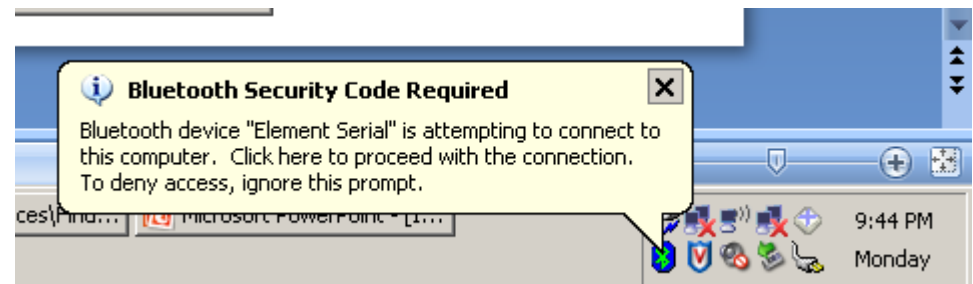 Bluetooth Security Code Required
Bluetooth device "Element Serial" is attempting to connect to
this computer. Click here to proceed with the connection.
To deny access, ignore this prompt.
Microsoft PowerPoint - [
9:44 PM
Monday